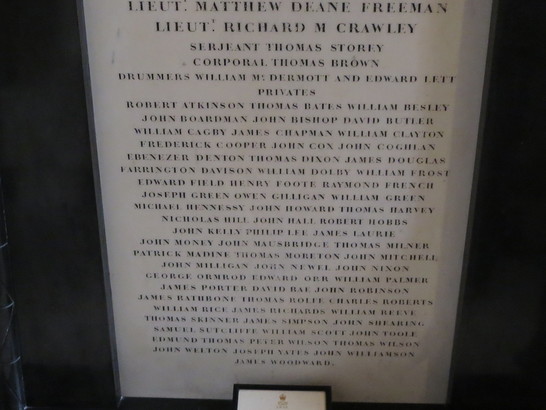 LIEUT. MATTHEW DEANE FREEMAN
LIEUT. RICHARD M CRAWLEY
SERJEANT THOMAS STOREY
CORPORAL THOMAS BROWN
DRUMMERS WILLIAM Mc DERMOTT AND EDWARD LETT
PRIVATES
ROBERT ATKINSON THOMAS BATES WILLIAM BESLEY
JOHN BOARDMAN JOHN BISHOP DAVID BUTLER
WILLIAM CAGBY JAMES CHAPMAN WILLIAM CLAYTON
FREDERICK COOPER JOHN COX JOHN COGHLAN
EBENEZER DENTON THOMAS DIXON JAMES DOUGLAS
FARRINGTON DAVISON WILLIAM DOLBY WILLIAM FROST
EDWARD FIELD HENRY FOOTE RAYMOND FRENCH
JOSEPH GREEN OWEN GILLIGAN WILLIAM GREEN
MICHAEL HENNESSY JOHN HOWARD THOMAS HARVEY
NICHOLAS HILL JOHN HALL ROBERT HOBBS
JOHN KELLY PHILIP LEE JAMES LAURIE
JOHN MONEY JOHN MAUSBRIDGE THOMAS MILNER
PATRICK MADINE THOMAS MORETON JOHN MITCHELL
JOHN MILLIGAN JOHN NEWEL JOHN NIXON
GEORGE ORMROD EDWARD ORR WILLIAM PALMER
JAMES PORTER DAVID RAE JOHN ROBINSON
JAMES RATHBONE THOMAS ROLFE CHARLES ROBERTS
WILLIAM RICE JAMES RICHARDS WILLIAM REEVE
THOMAS SKINNER JAMES SIMPSON JOHN SHEARING
SAMUEL SUTCLIFFE WILLIAM SCOTT JOHN TOOLE
EDMUND THOMAS PETER WILSON THOMAS WILSON
JOHN WELTON JOSEPH YATES JOHN WILLIAMSON
JAMES WOODWARD.